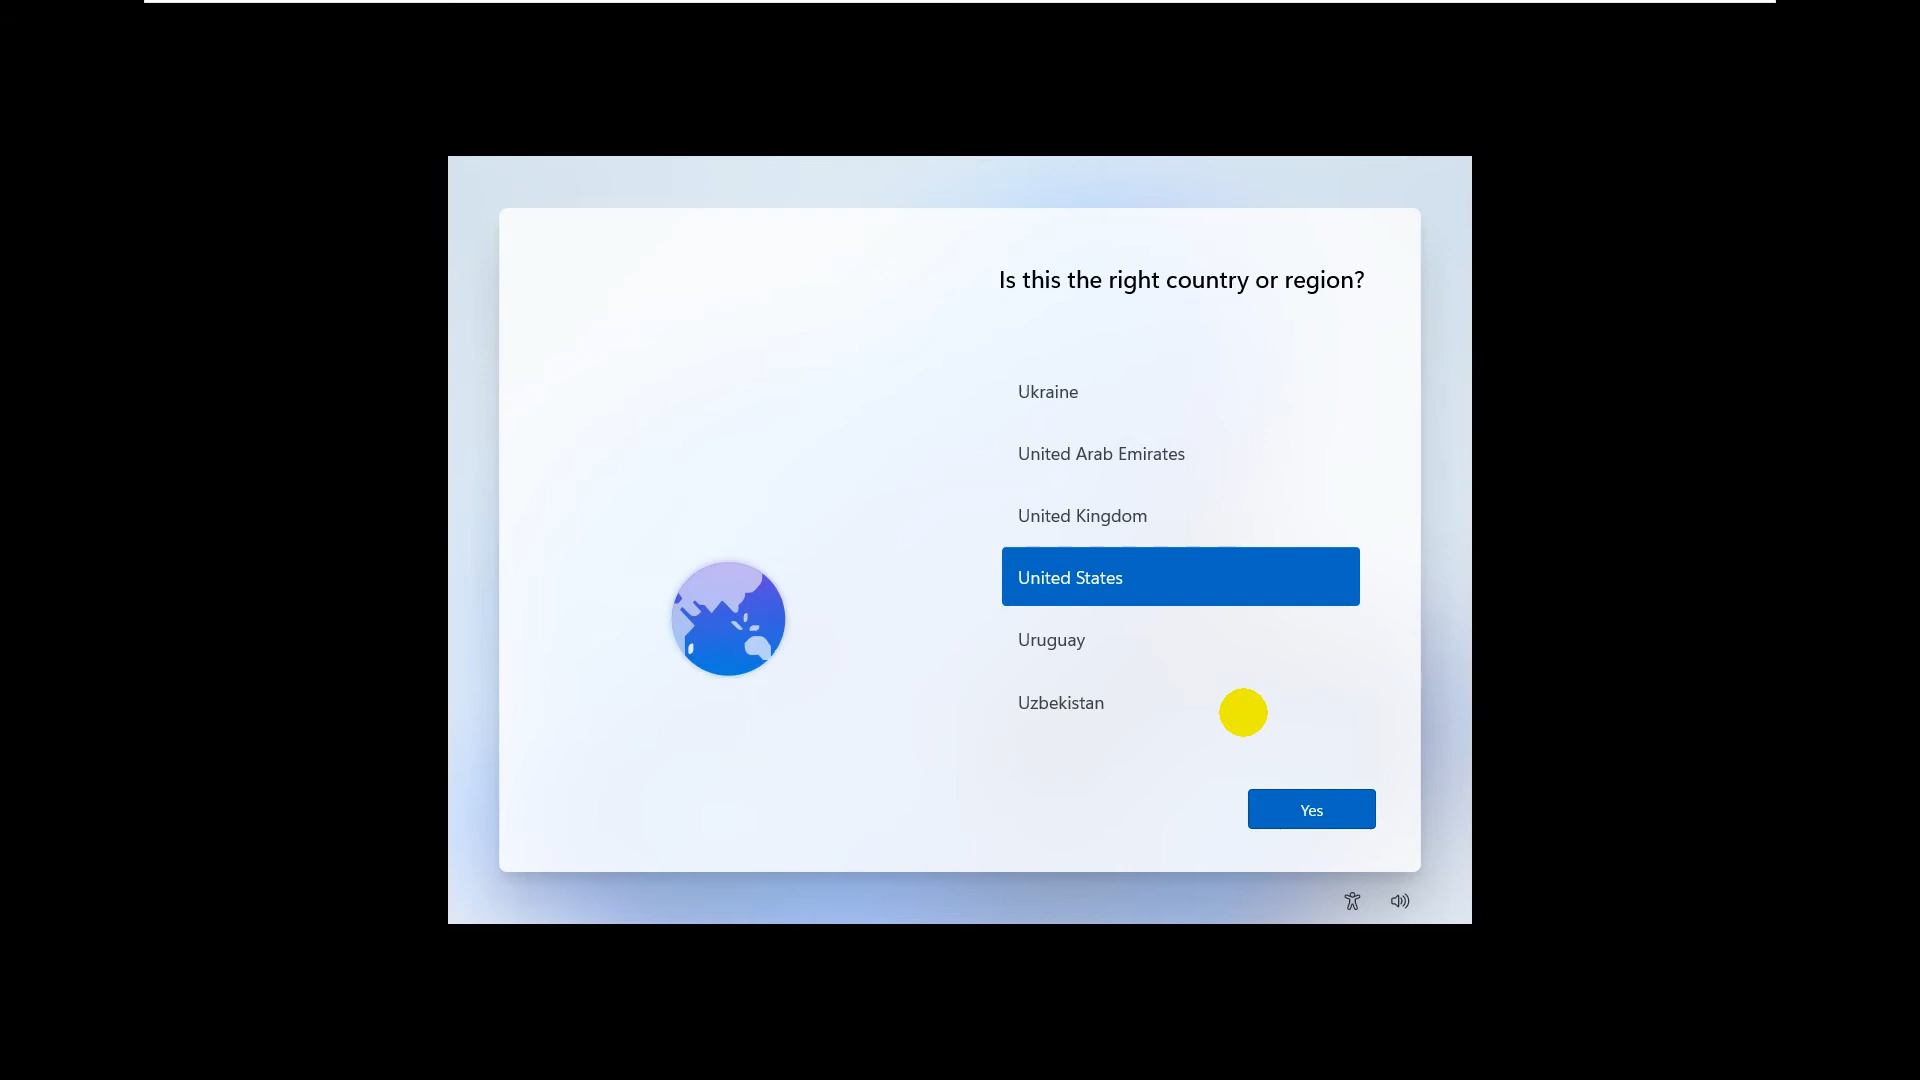 Is this the right country or region?
Ukraine
United Arab Emirates
United Kingdom
United States
Uruguay
Uzbekistan
Yes